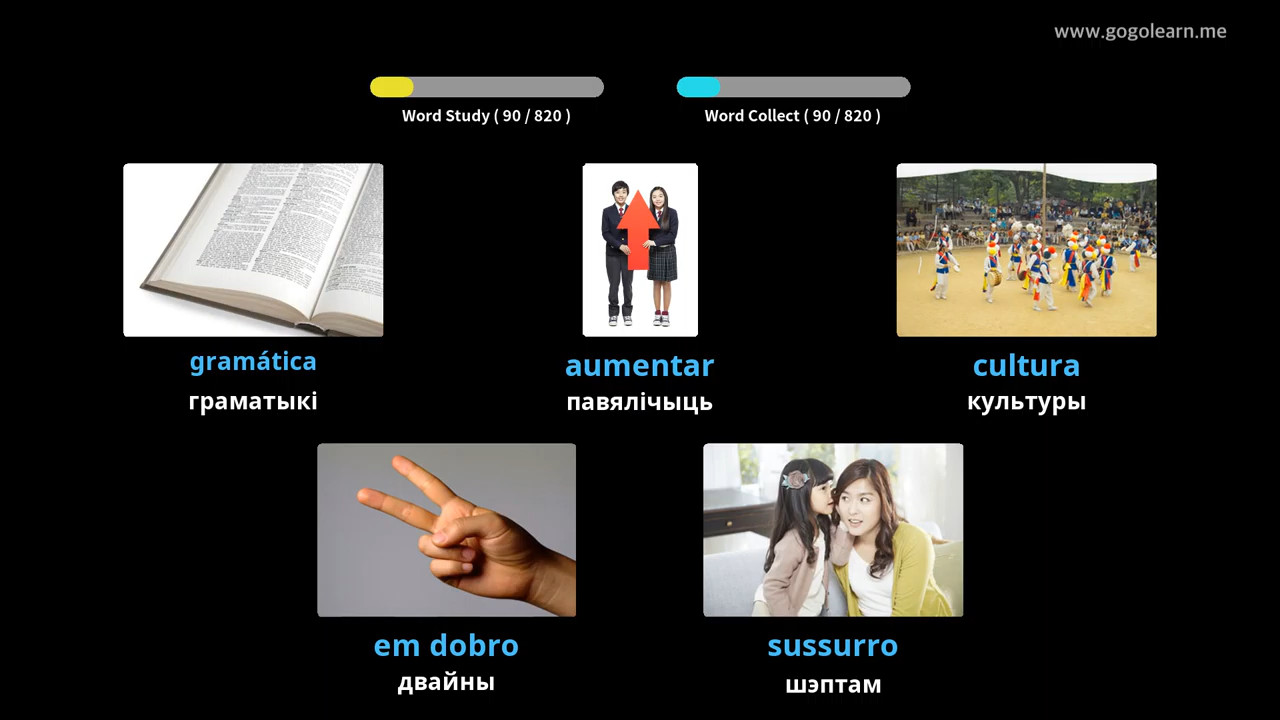 www.gogolearn.me
Word Study ( 90 / 820 )
Word Collect ( 90 / 820 )
gramática
граматыкі
aumentar
павялічыць
cultura
культуры
em dobro
двайны
sussurro
шэптам